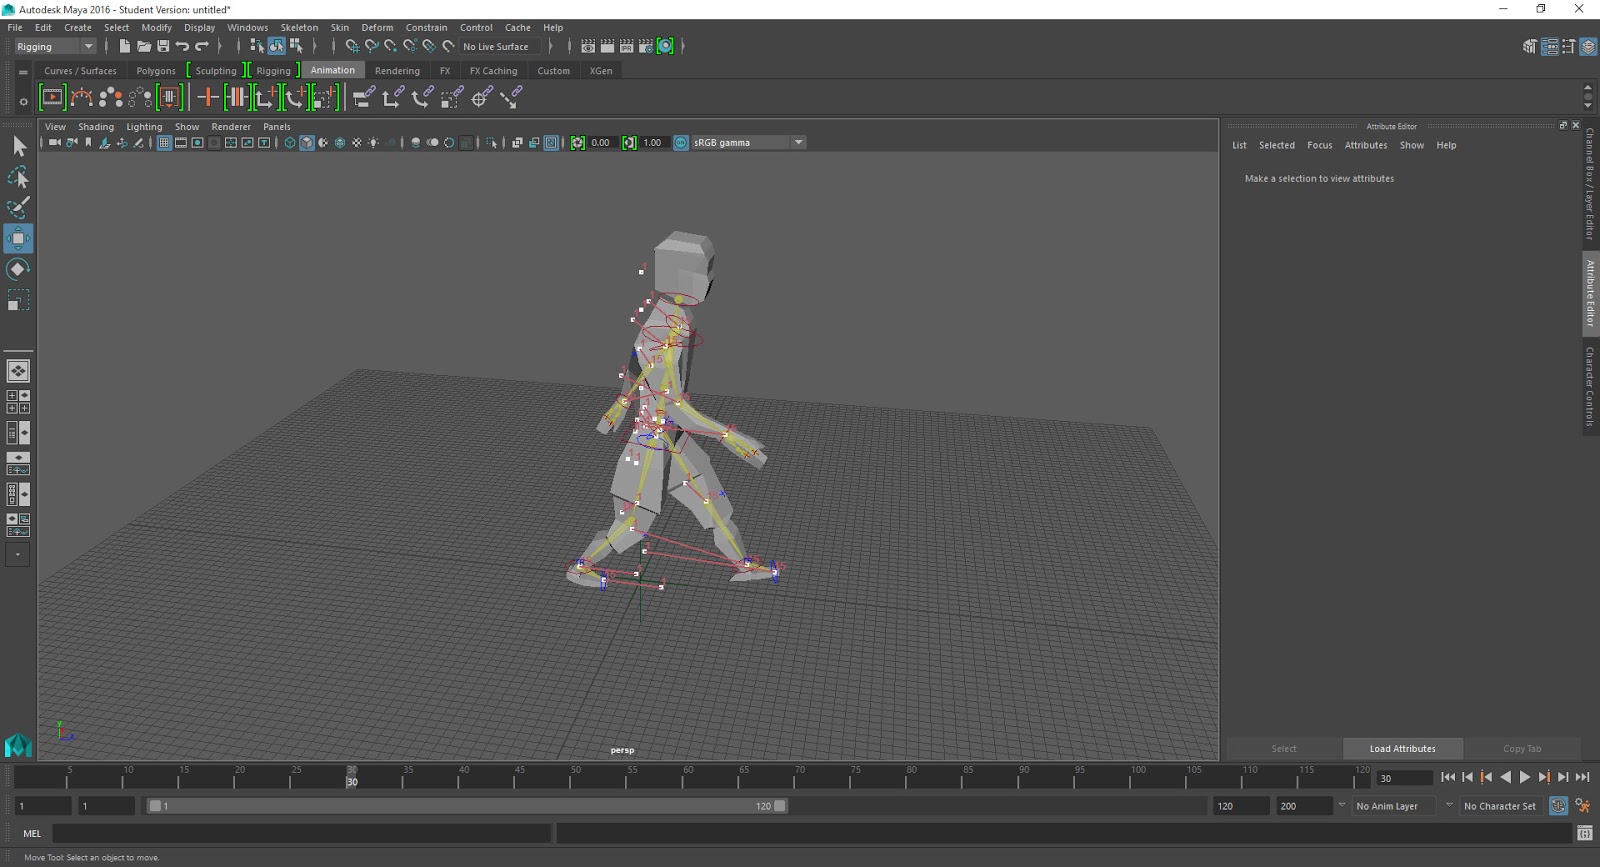 Autodesk Maya 2016 - Student Version: untitled*
File Edit Create Select Modify Display Windows Skeleton Skin Deform Constrain Control Cache Help
Rigging No Live Surface
Curves / Surfaces Polygons Sculpting Rigging Animation Rendering FX FX Caching Custom XGen
View Shading Lighting Show Renderer Panels
0.00 1.00 sRGB gamma
Attribute Editor
List Selected Focus Attributes Show Help
Make a selection to view attributes
Channel Box / Layer Editor
Attribute Editor
Character Controls
persp
Select Load Attributes Copy Tab
5 10 15 20 25 30 35 40 45 50 55 60 65 70 75 80 85 90 95 100 105 110 115 120
30 30
1 1 1 120 120 200 No Anim Layer No Character Set
MEL
Move Tool: Select an object to move.